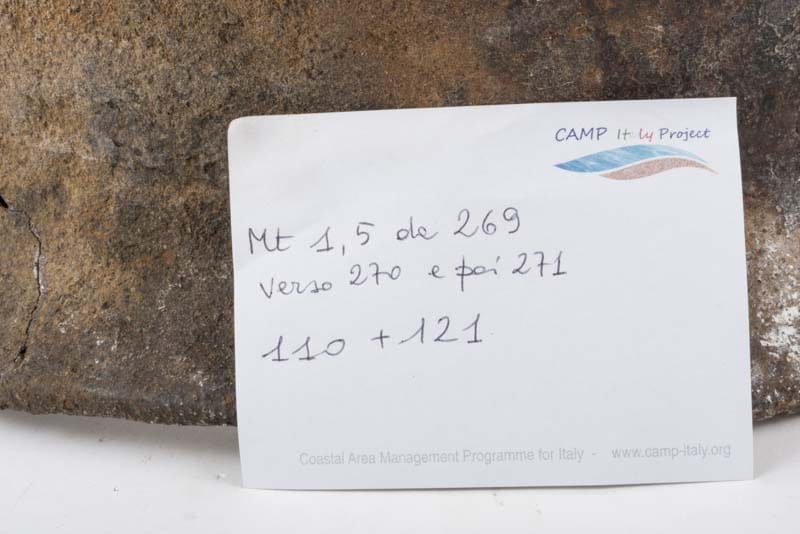 CAMP Italy Project
Mt 1,5 da 269
verso 270 e poi 271
110 + 121
Coastal Area Management Programme for Italy - www.camp-italy.org